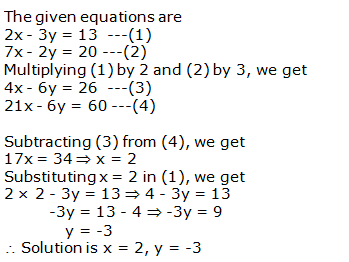 The given equations are
2x - 3y = 13 ---(1)
7x - 2y = 20 ---(2)
Multiplying (1) by 2 and (2) by 3, we get
4x - 6y = 26 ---(3)
21x - 6y = 60 ---(4)
Subtracting (3) from (4), we get
17x = 34 ⇒ x = 2
Substituting x = 2 in (1), we get
2 × 2 - 3y = 13 ⇒ 4 - 3y = 13
-3y = 13 - 4 ⇒ -3y = 9
y = -3
∴ Solution is x = 2, y = -3